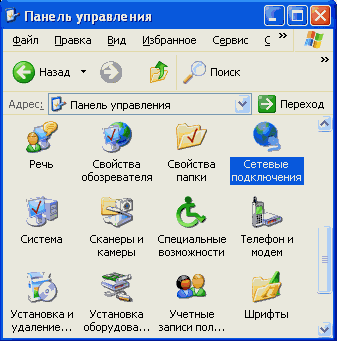 Панель управления
Файл Правка Вид Избранное Сервис С »
Назад » Поиск
Адрес: Панель управления Переход
Речь Свойства обозревателя Свойства папки Сетевые подключения
Система Сканеры и камеры Специальные возможности Телефон и модем
Установка и удаление... Установка оборудова... Учетные записи пол... Шрифты